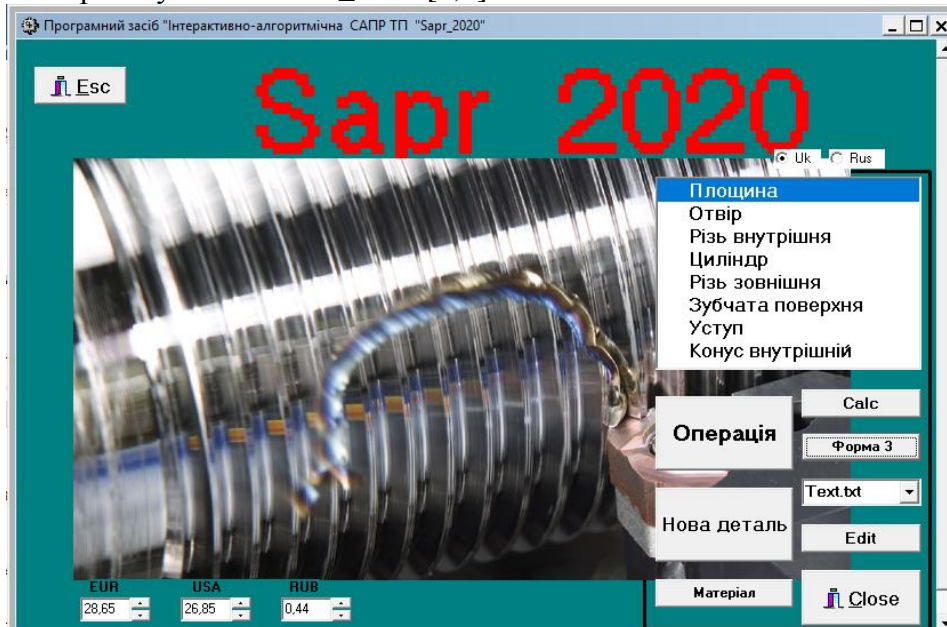 Програмний засіб "Інтерактивно-алгоритмічна САПР ТП "Sapr_2020"
Esc
Sapr 2020
Uk Rus
Площина
Отвір
Різь внутрішня
Циліндр
Різь зовнішня
Зубчата поверхня
Уступ
Конус внутрішній
Calc
Операція
Форма 3
Text.txt
Нова деталь
Edit
EUR USA RUB
Матеріал
Close
28,65 26,85 0,44